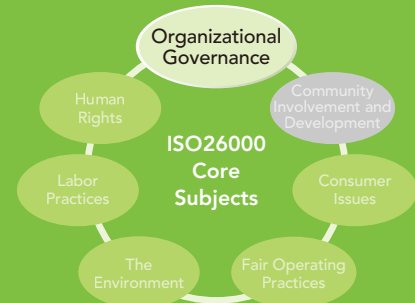 Organizational
Governance
Human
Rights
Community
Involvement and
Development
ISO26000
Core
Subjects
Labor
Practices
Consumer
Issues
The
Environment
Fair Operating
Practices